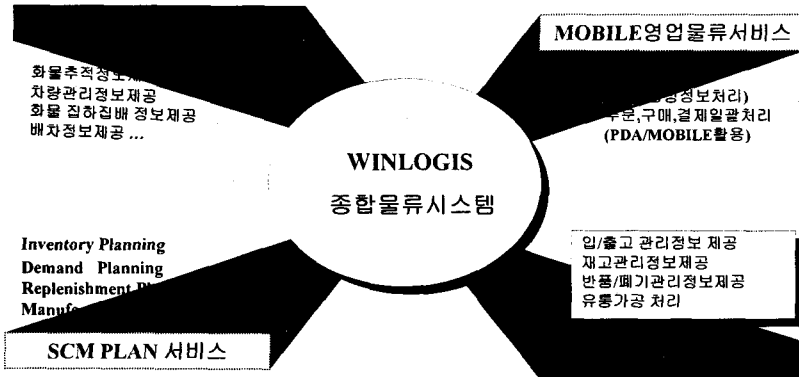 MOBILE영업물류서비스
화물추적정보
차량관리정보제공
화물 집하집배 정보제공
배차정보제공 ...
정보처리)
구매,결제일괄처리
(PDA/MOBILE활용)
WINLOGIS
종합물류시스템
Inventory Planning
Demand Planning
Replenishment
입/출고 관리정보 제공
재고관리정보제공
반품/폐기관리정보제공
유통가공 처리
SCM PLAN 서비스